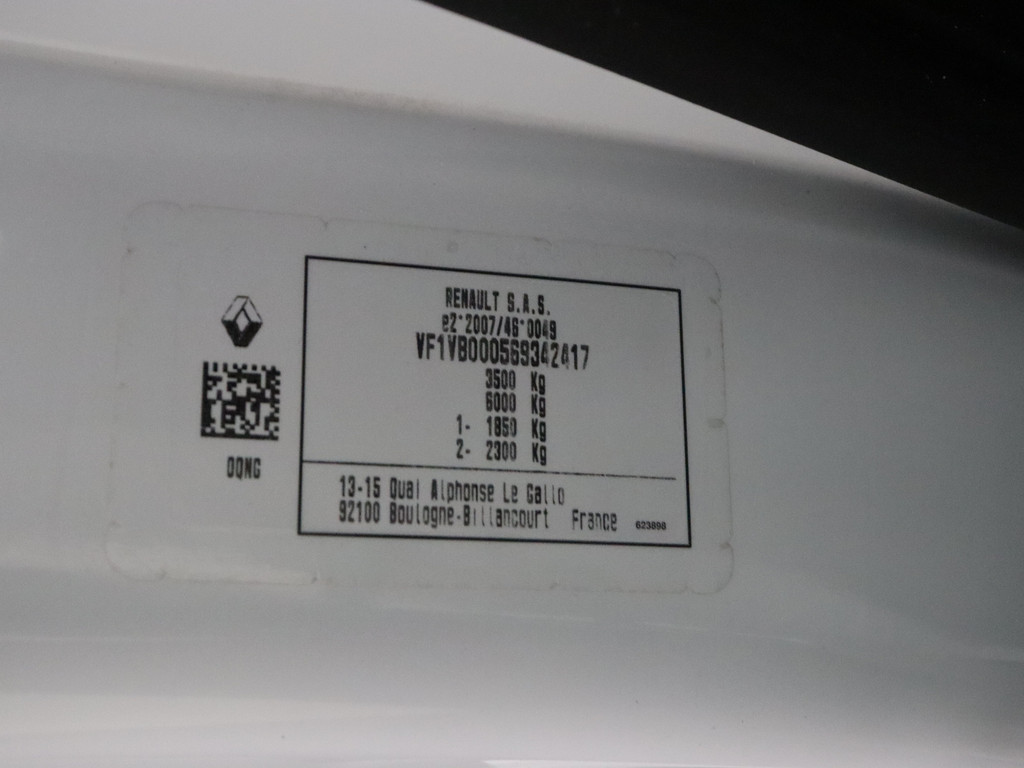 RENAULT S.A.S.
e2*2007/46*0049
VF1VB000569342417
3500 Kg
6000 Kg
1- 1850 Kg
2- 2300 Kg
0QNG
13-15 Quai Alphonse Le Gallo
92100 Boulogne-Billancourt France 623898